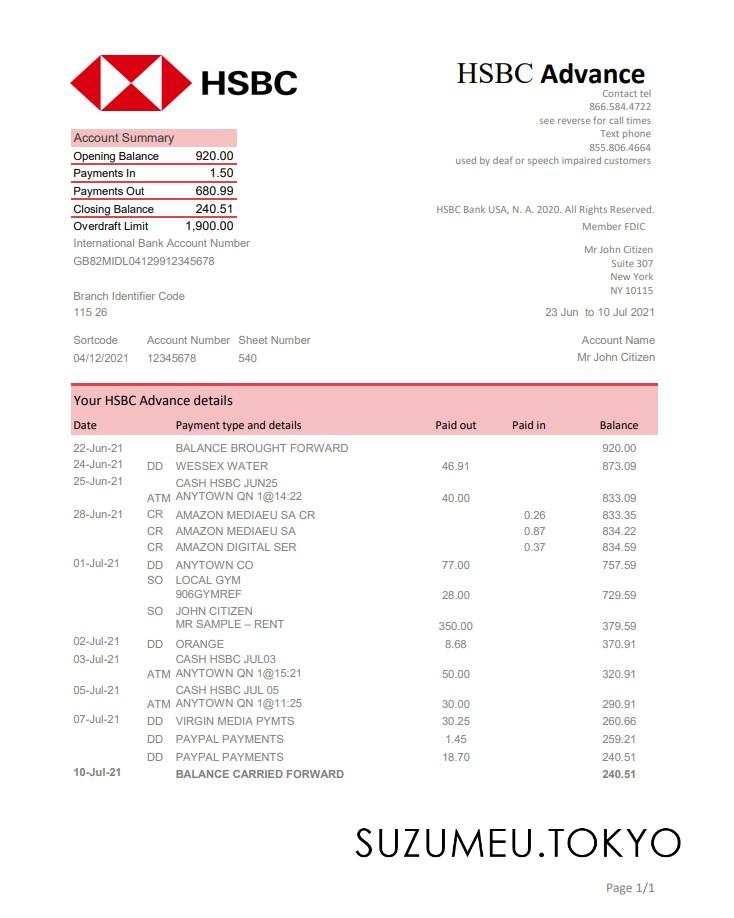 HSBC
HSBC Advance
Contact tel
866.584.4722
see reverse for call times
Text phone
855.806.4664
used by deaf or speech impaired customers
Account Summary
Opening Balance 920.00
Payments In 1.50
Payments Out 680.99
Closing Balance 240.51
Overdraft Limit 1,900.00
International Bank Account Number
GB82MIDL04129912345678
Branch Identifier Code
115 26
HSBC Bank USA, N. A. 2020. All Rights Reserved.
Member FDIC
Mr John Citizen
Suite 307
New York
NY 10115
23 Jun to 10 Jul 2021
Sortcode Account Number Sheet Number
04/12/2021 12345678 540
Account Name
Mr John Citizen
Your HSBC Advance details
Date Payment type and details Paid out Paid in Balance
22-Jun-21 BALANCE BROUGHT FORWARD 920.00
24-Jun-21 DD WESSEX WATER 46.91 873.09
25-Jun-21 CASH HSBC JUN25
ATM ANYTOWN QN 1@14:22 40.00 833.09
28-Jun-21 CR AMAZON MEDIAEU SA CR 0.26 833.35
CR AMAZON MEDIAEU SA 0.87 834.22
CR AMAZON DIGITAL SER 0.37 834.59
01-Jul-21 DD ANYTOWN CO 77.00 757.59
SO LOCAL GYM
906GYMREF 28.00 729.59
SO JOHN CITIZEN
MR SAMPLE – RENT 350.00 379.59
02-Jul-21 DD ORANGE 8.68 370.91
03-Jul-21 CASH HSBC JUL03
ATM ANYTOWN QN 1@15:21 50.00 320.91
05-Jul-21 CASH HSBC JUL 05
ATM ANYTOWN QN 1@11:25 30.00 290.91
07-Jul-21 DD VIRGIN MEDIA PYMTS 30.25 260.66
DD PAYPAL PAYMENTS 1.45 259.21
DD PAYPAL PAYMENTS 18.70 240.51
10-Jul-21 BALANCE CARRIED FORWARD 240.51
SUZUMEU.TOKYO
Page 1/1